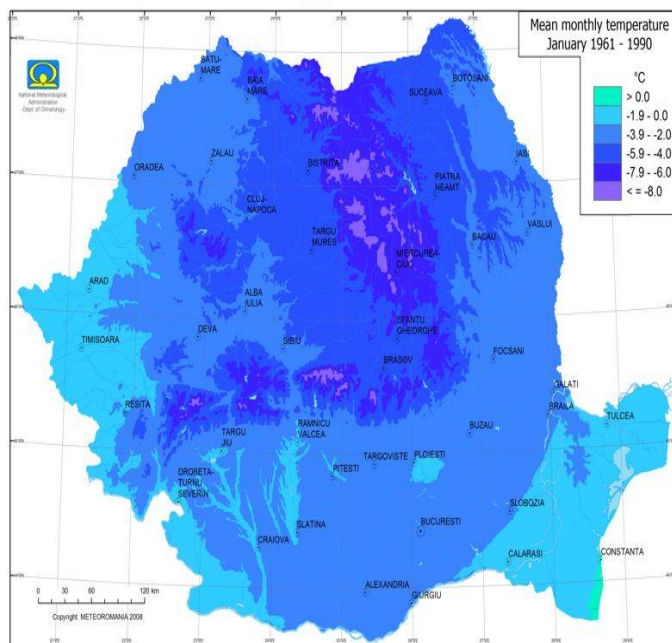 Mean monthly temperature
January 1961 - 1990
°C
> 0.0
-1.9 - 0.0
-3.9 - -2.0
-5.9 - -4.0
-7.9 - -6.0
< = -8.0
National Meteorological
Administration
-Dept. of Climatology-
SATU-
MARE
BAIA
MARE
SUCEAVA
BOTOSANI
ZALAU
BISTRITA
IASI
ORADEA
PIATRA
NEAMT
CLUJ-
NAPOCA
TARGU
MURES
BACAU
VASLUI
MIERCUREA-
CIUC
ARAD
ALBA
IULIA
DEVA
SIBIU
SFANTU
GHEORGHE
TIMISOARA
BRASOV
FOCSANI
RESITA
GALATI
BRAILA
TULCEA
TARGU
JIU
RAMNICU
VALCEA
BUZAU
DROBETA-
TURNU
SEVERIN
PITESTI
TARGOVISTE
PLOIESTI
SLOBOZIA
SLATINA
BUCURESTI
CRAIOVA
CALARASI
CONSTANTA
ALEXANDRIA
GIURGIU
0 30 60 120 km
Copyright: METEOROMANIA 2008